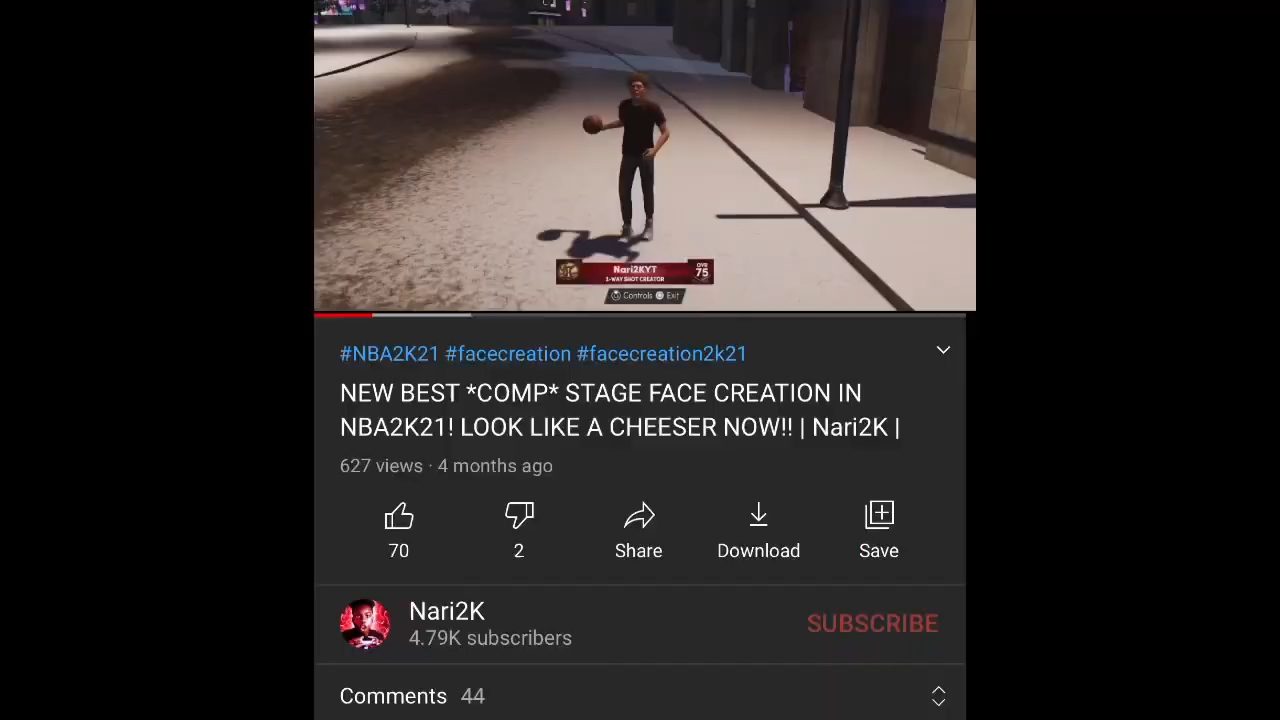 Nari2KYT
OVR
75
3-WAY SHOT CREATOR
Controls Exit
#NBA2K21 #facecreation #facecreation2k21
NEW BEST *COMP* STAGE FACE CREATION IN
NBA2K21! LOOK LIKE A CHEESER NOW!! | Nari2K |
627 views · 4 months ago
70
2
Share
Download
Save
Nari2K
4.79K subscribers
SUBSCRIBE
Comments 44